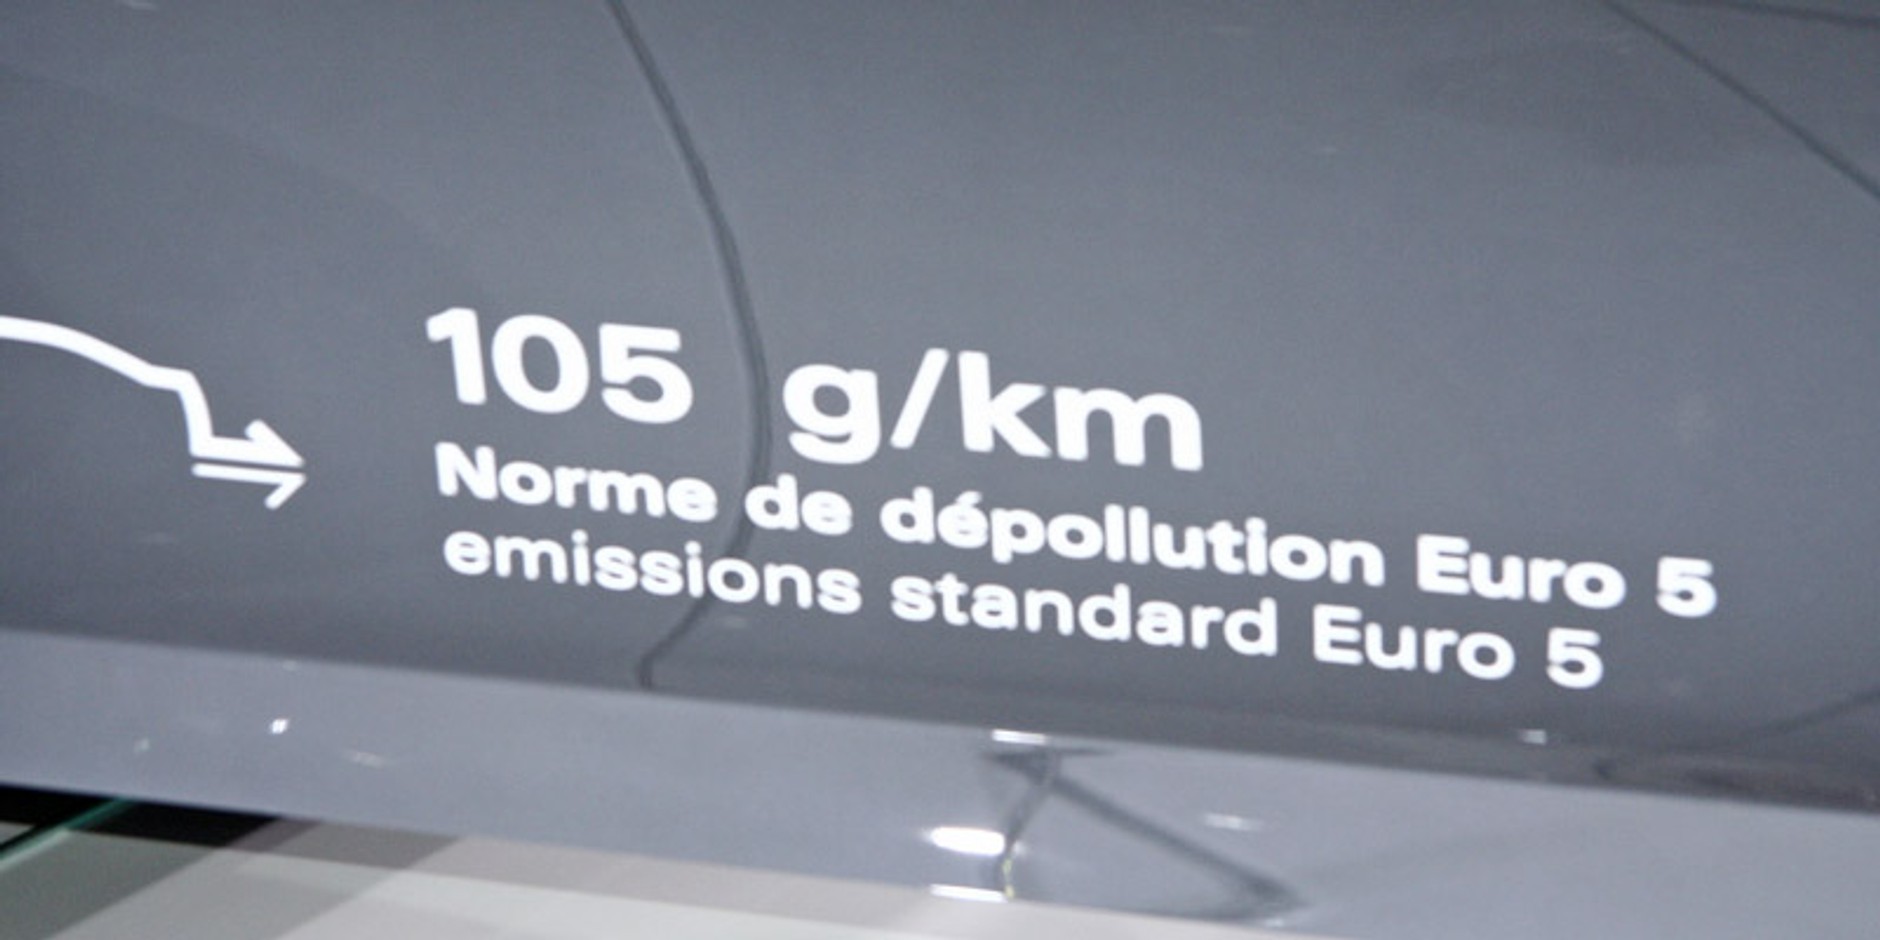 105 g/km
Norme de dépollution Euro 5
emissions standard Euro 5